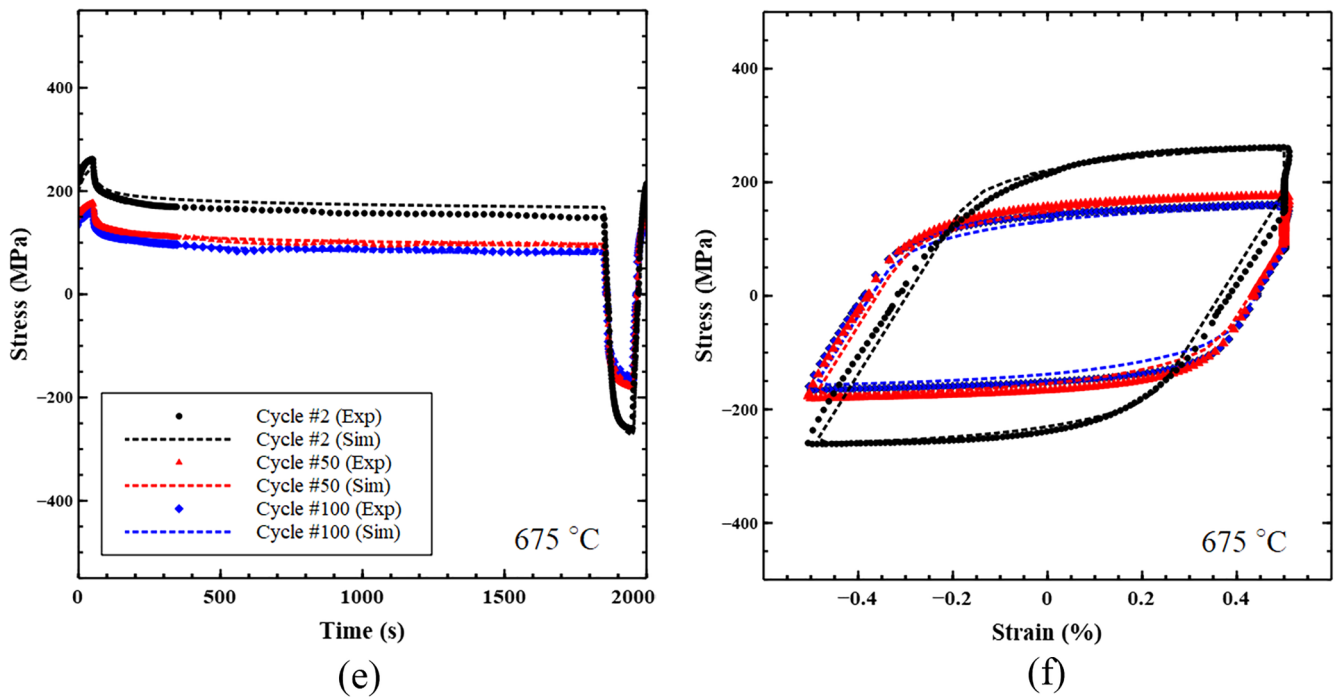 400
200
0
−200
−400
Stress (MPa)
Cycle #2 (Exp)
Cycle #2 (Sim)
Cycle #50 (Exp)
Cycle #50 (Sim)
Cycle #100 (Exp)
Cycle #100 (Sim)
675 °C
0 500 1000 1500 2000
Time (s)
(e)
400
200
0
−200
−400
Stress (MPa)
675 °C
−0.4 −0.2 0 0.2 0.4
Strain (%)
(f)